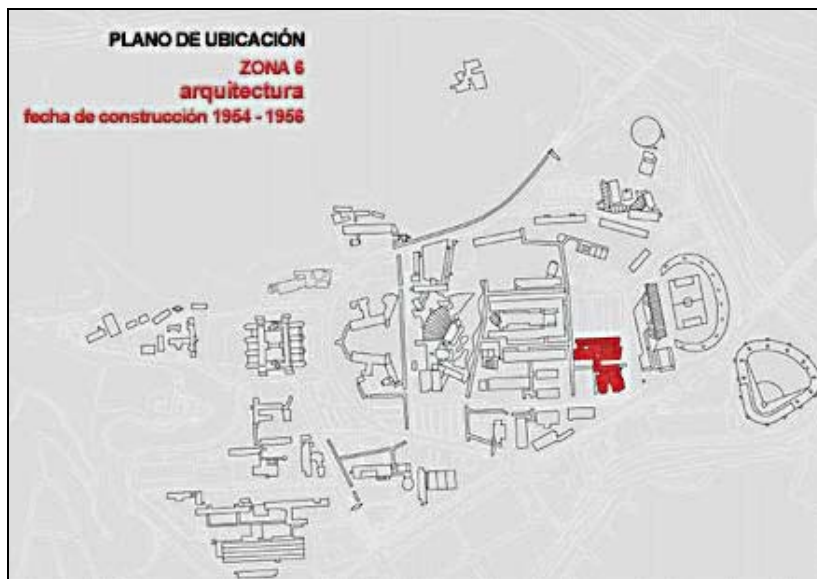 PLANO DE UBICACIÓN
ZONA 6
arquitectura
fecha de construcción 1954 - 1956